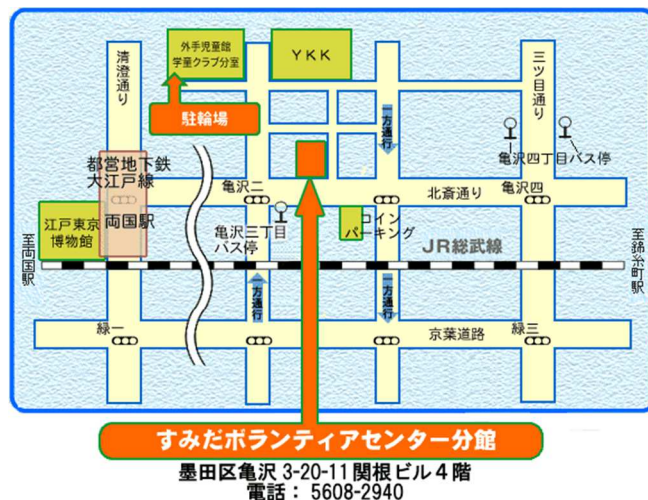 外手児童館
学童クラブ分室
YKK
清澄通り
三ツ目通り
駐輪場
一方通行
都営地下鉄
大江戸線
両国駅
亀沢四丁目バス停
亀沢二
北斎通り
亀沢四
江戸東京
博物館
亀沢三丁目
バス停
コイン
パーキング
至両国駅
JR総武線
至錦糸町駅
一方通行
一方通行
緑一
京葉道路
緑三
すみだボランティアセンター分館
墨田区亀沢 3-20-11 関根ビル4階
電話： 5608-2940